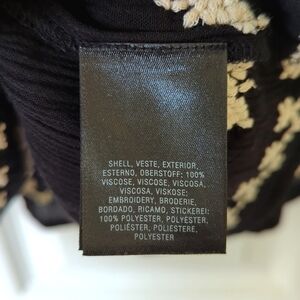 SHELL, VESTE, EXTERIOR,
ESTERNO, OBERSTOFF: 100%
VISCOSE, VISCOSE, VISCOSA,
VISCOSA, VISKOSE:
EMBROIDERY, BRODERIE,
BORDADO, RICAMO, STICKEREI:
100% POLYESTER, POLYESTER,
POLIÉSTER, POLIESTERE,
POLYESTER